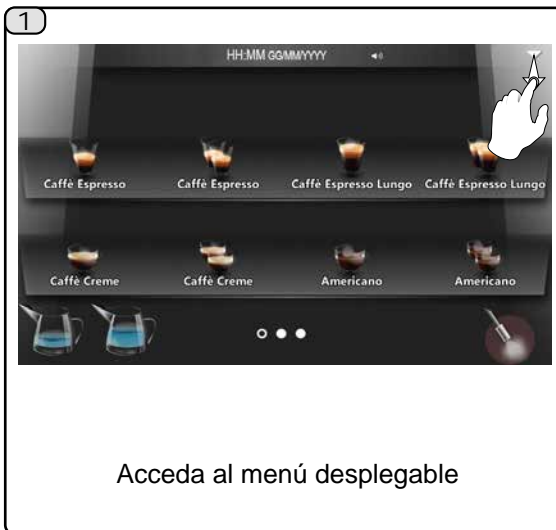 1
HH:MM GG/MM/YYYY
Caffè Espresso Caffè Espresso Caffè Espresso Lungo Caffè Espresso Lungo
Caffè Creme Caffè Creme Americano Americano
Acceda al menú desplegable